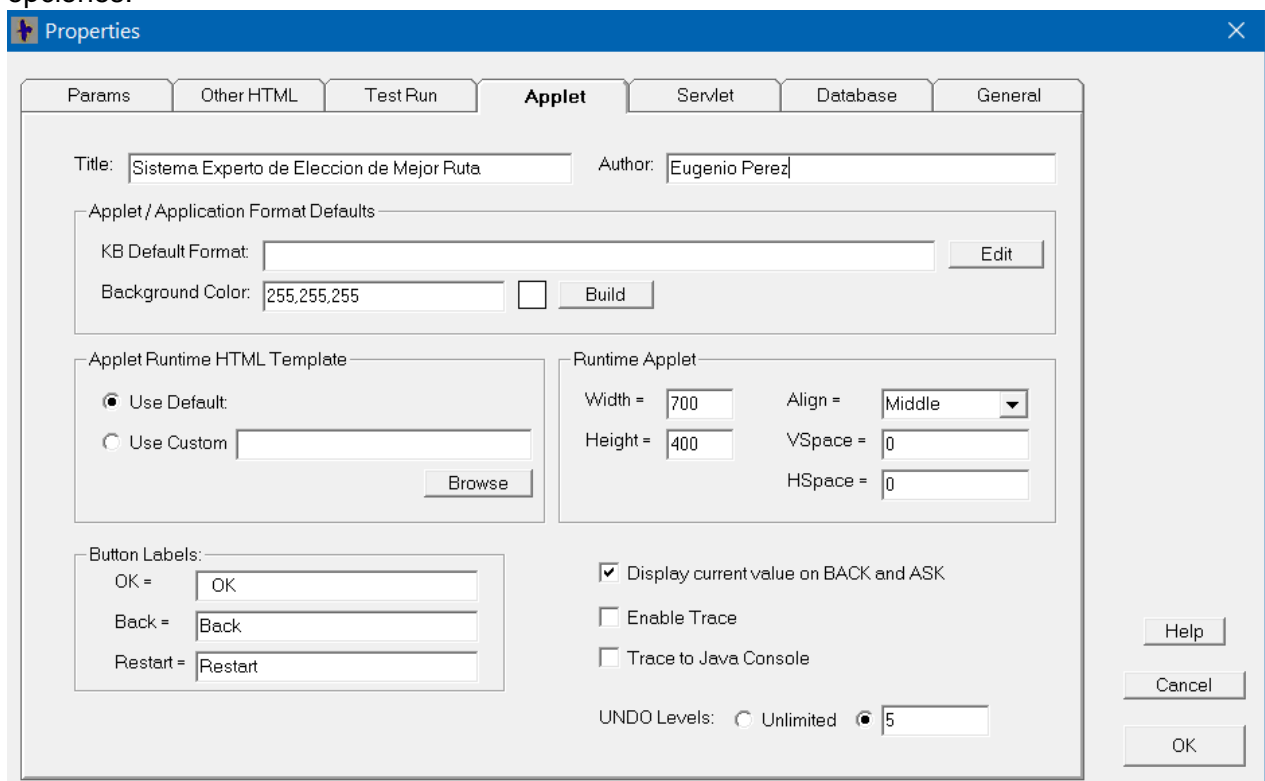 opciones.
Properties
Params Other HTML Test Run Applet Servlet Database General
Title: Sistema Experto de Eleccion de Mejor Ruta Author: Eugenio Perez
Applet / Application Format Defaults
KB Default Format: Edit
Background Color: 255,255,255 Build
Applet Runtime HTML Template
Use Default:
Use Custom
Browse
Runtime Applet
Width = 700 Align = Middle
Height = 400 VSpace = 0
HSpace = 0
Button Labels:
OK = OK
Back = Back
Restart = Restart
Display current value on BACK and ASK
Enable Trace
Trace to Java Console
UNDO Levels: Unlimited 5
Help
Cancel
OK